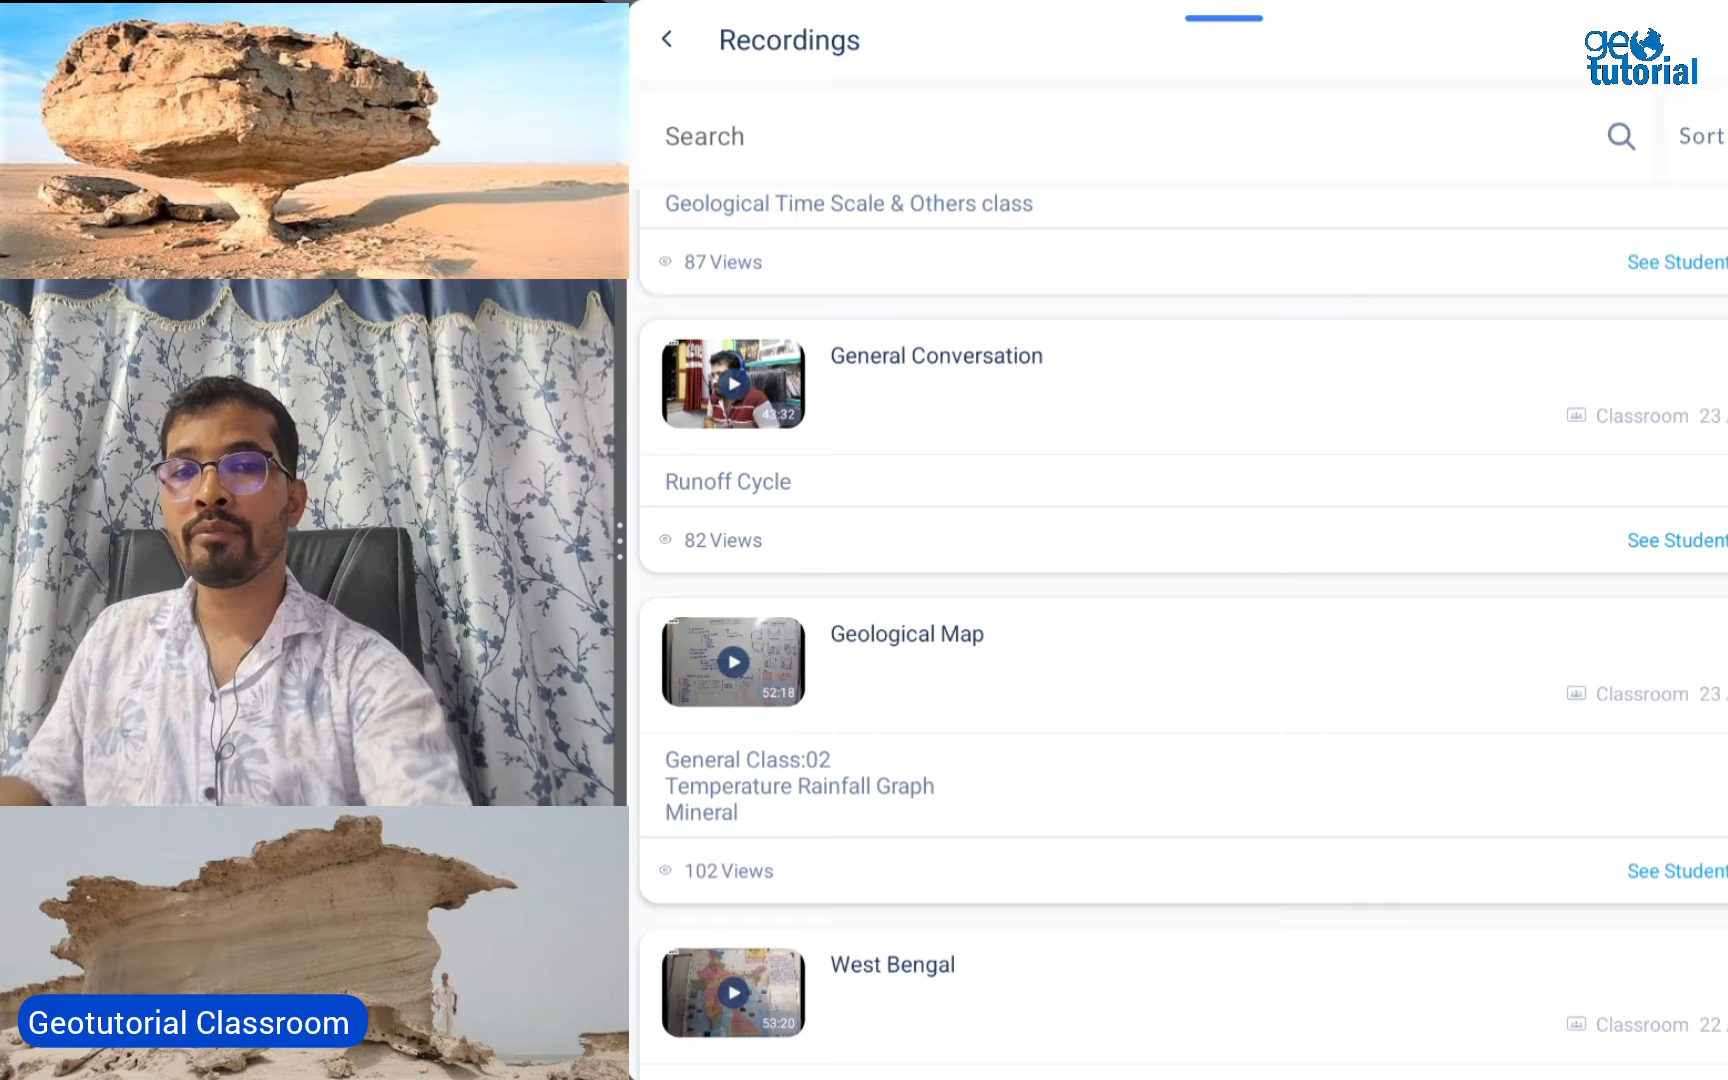 Recordings
geo
tutorial
Search
Sort
Geological Time Scale & Others class
87 Views
See Student
General Conversation
43:32
Classroom 23
Runoff Cycle
82 Views
See Student
Geological Map
52:18
Classroom 23
General Class:02
Temperature Rainfall Graph
Mineral
102 Views
See Student
West Bengal
53:20
Classroom 22
Geotutorial Classroom